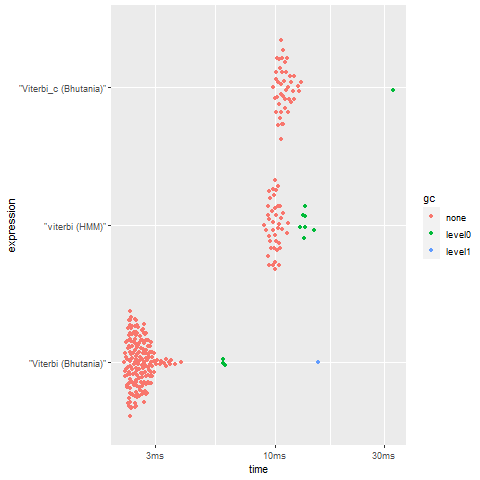 "Viterbi_c (Bhutania)"
"viterbi (HMM)"
"Viterbi (Bhutania)"
expression
3ms
10ms
30ms
time
gc
none
level0
level1